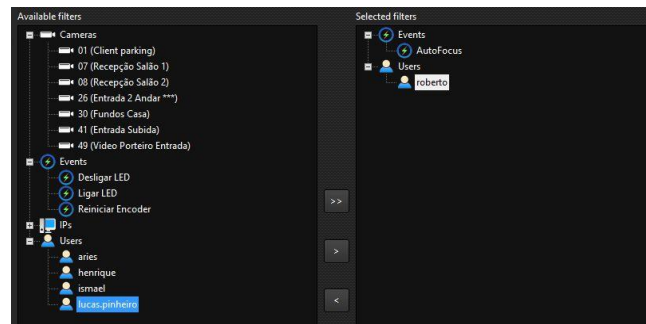 Available filters
Cameras
01 (Client parking)
07 (Recepção Salão 1)
08 (Recepção Salão 2)
26 (Entrada 2 Andar ***)
30 (Fundos Casa)
41 (Entrada Subida)
49 (Video Porteiro Entrada)
Events
Desligar LED
Ligar LED
Reiniciar Encoder
IPs
Users
aries
henrique
ismael
lucas.pinheiro
>>
>
<
Selected filters
Events
AutoFocus
Users
roberto